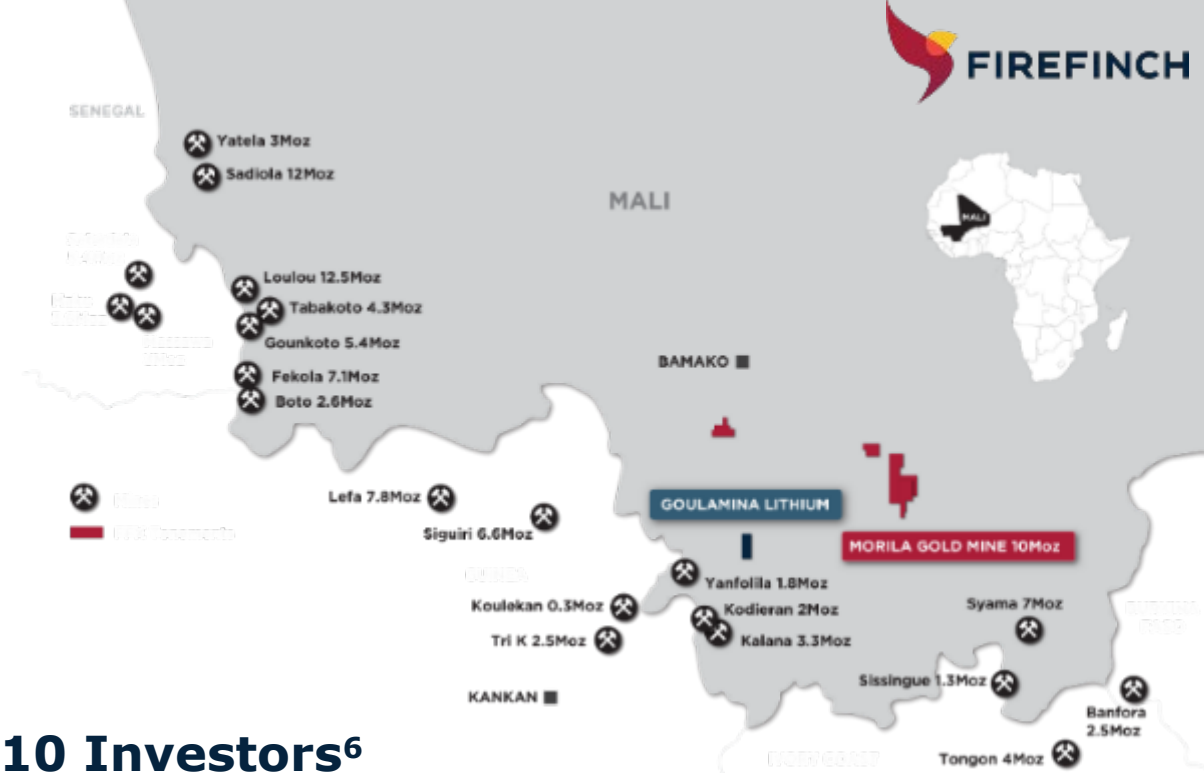 FIREFINCH
SENEGAL
Yatela 3Moz
Sadiola 12Moz
MALI
MALI
Loulou 12.5Moz
Tabakoto 4.3Moz
Gounkoto 5.4Moz
Fekola 7.1Moz
Boto 2.6Moz
BAMAKO
Lefa 7.8Moz
Siguiri 6.6Moz
GOULAMINA LITHIUM
MORILA GOLD MINE 10Moz
Yanfolila 1.8Moz
Koulekan 0.3Moz
Kodieran 2Moz
Syama 7Moz
Tri K 2.5Moz
Kalana 3.3Moz
Sissingue 1.3Moz
KANKAN
Banfora
2.5Moz
Tongon 4Moz
10 Investors⁶